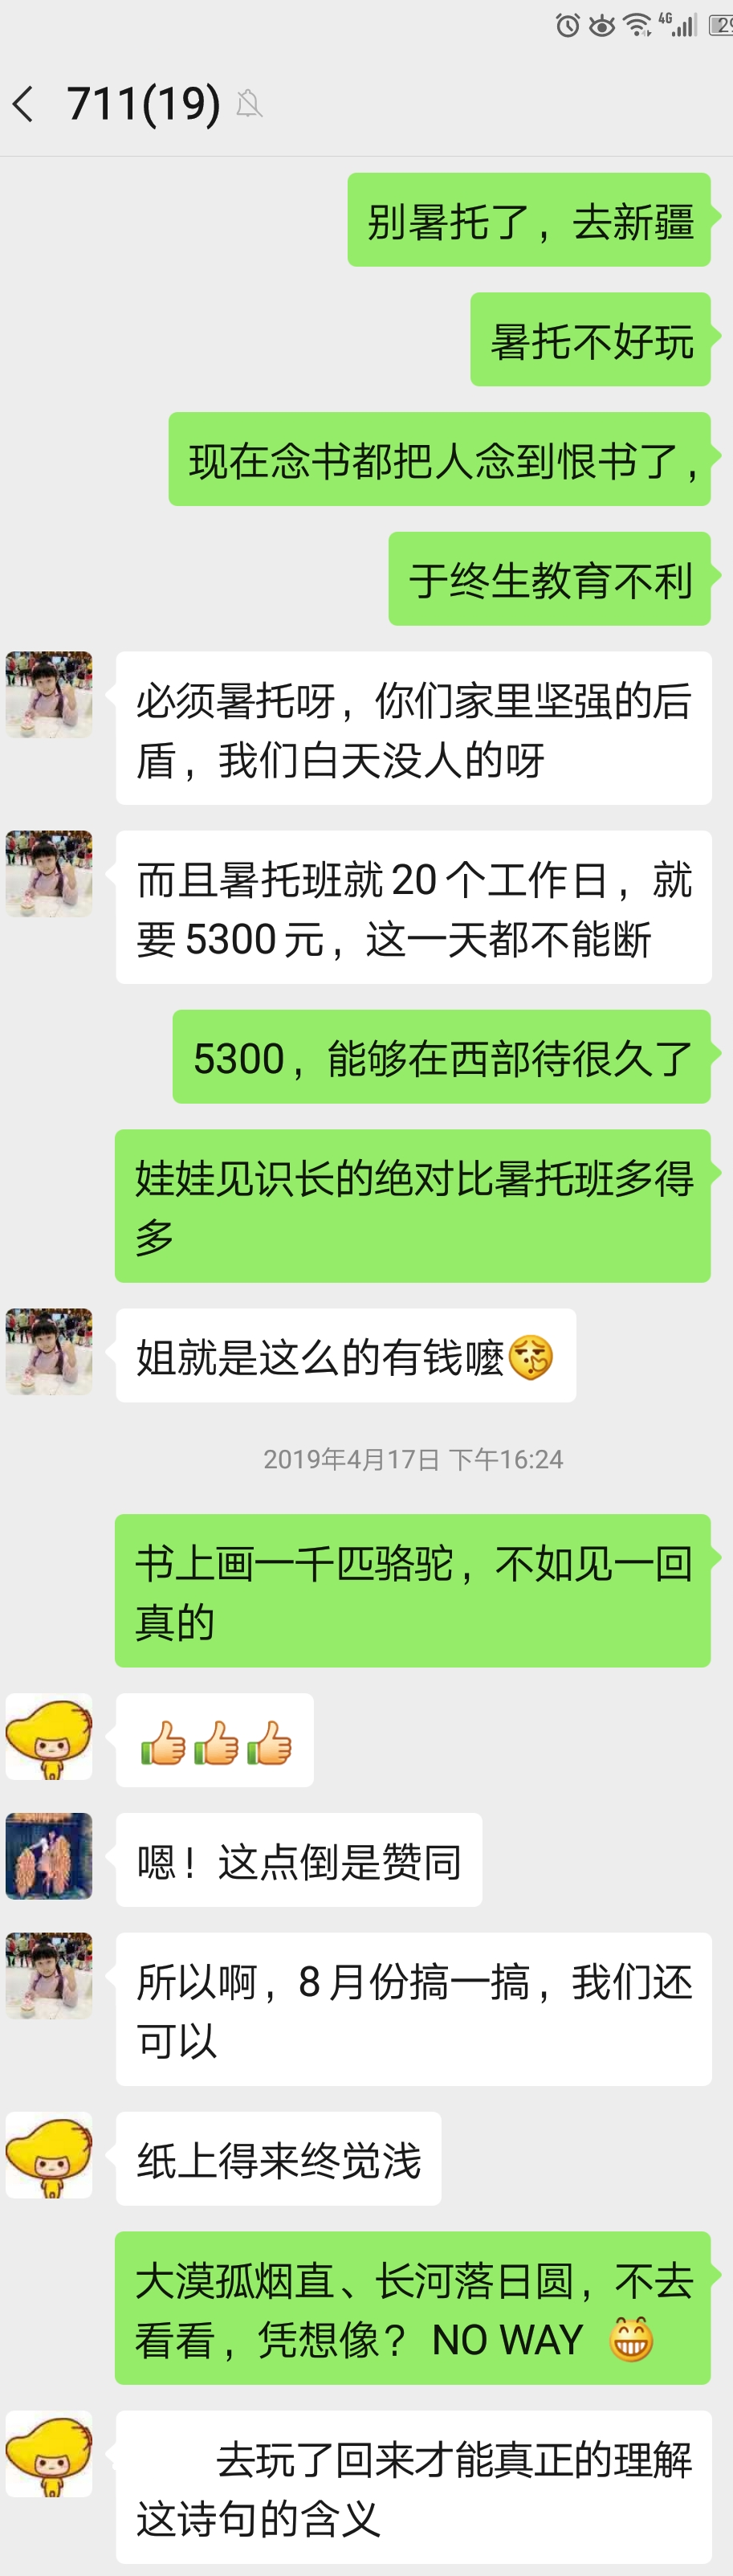 4G
29
711(19)
别暑托了，去新疆
暑托不好玩
现在念书都把人念到恨书了，
于终生教育不利
必须暑托呀，你们家里坚强的后
盾，我们白天没人的呀
而且暑托班就20个工作日，就
要5300元，这一天都不能断
5300，能够在西部待很久了
娃娃见识长的绝对比暑托班多得
多
姐就是这么的有钱嚒
2019年4月17日 下午16:24
书上画一千匹骆驼，不如见一回
真的
嗯！这点倒是赞同
所以啊，8月份搞一搞，我们还
可以
纸上得来终觉浅
大漠孤烟直、长河落日圆，不去
看看，凭想像？ NO WAY
去玩了回来才能真正的理解
这诗句的含义